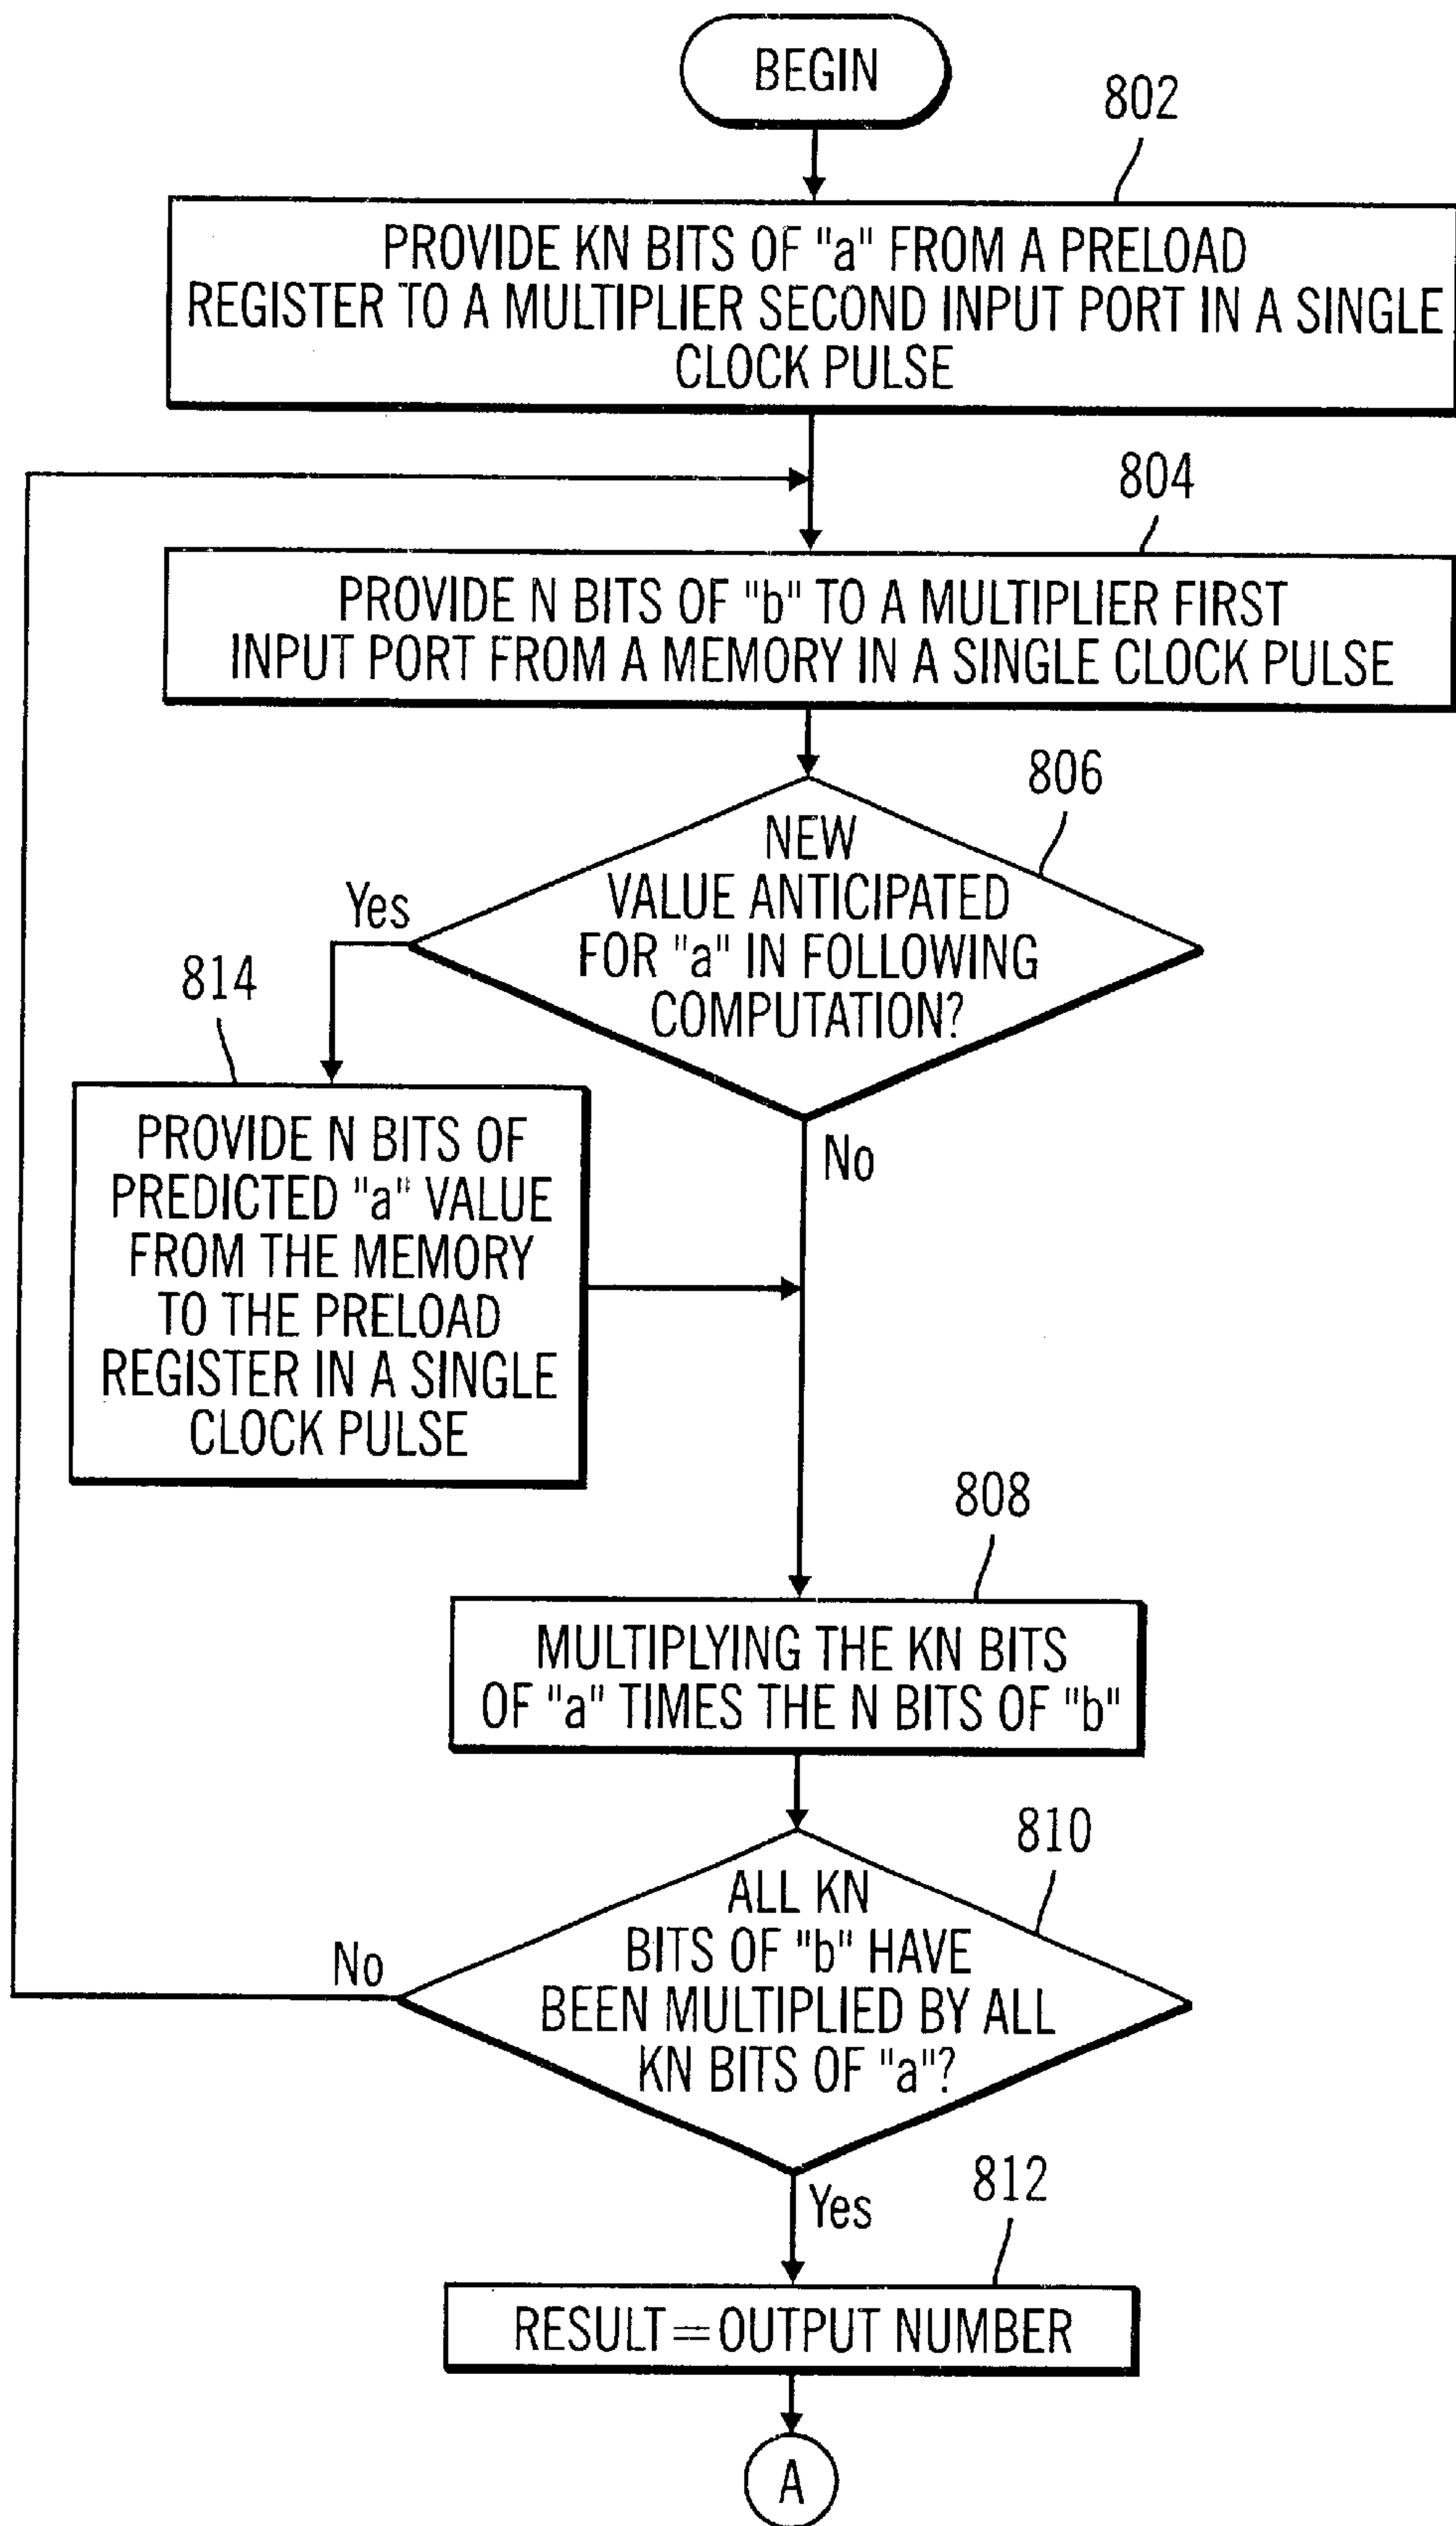 BEGIN
802
PROVIDE KN BITS OF "a" FROM A PRELOAD
REGISTER TO A MULTIPLIER SECOND INPUT PORT IN A SINGLE
CLOCK PULSE
804
PROVIDE N BITS OF "b" TO A MULTIPLIER FIRST
INPUT PORT FROM A MEMORY IN A SINGLE CLOCK PULSE
806
NEW
VALUE ANTICIPATED
FOR "a" IN FOLLOWING
COMPUTATION?
Yes
814
PROVIDE N BITS OF
PREDICTED "a" VALUE
FROM THE MEMORY
TO THE PRELOAD
REGISTER IN A SINGLE
CLOCK PULSE
No
808
MULTIPLYING THE KN BITS
OF "a" TIMES THE N BITS OF "b"
810
ALL KN
BITS OF "b" HAVE
BEEN MULTIPLIED BY ALL
KN BITS OF "a"?
No
Yes
812
RESULT=OUTPUT NUMBER
A